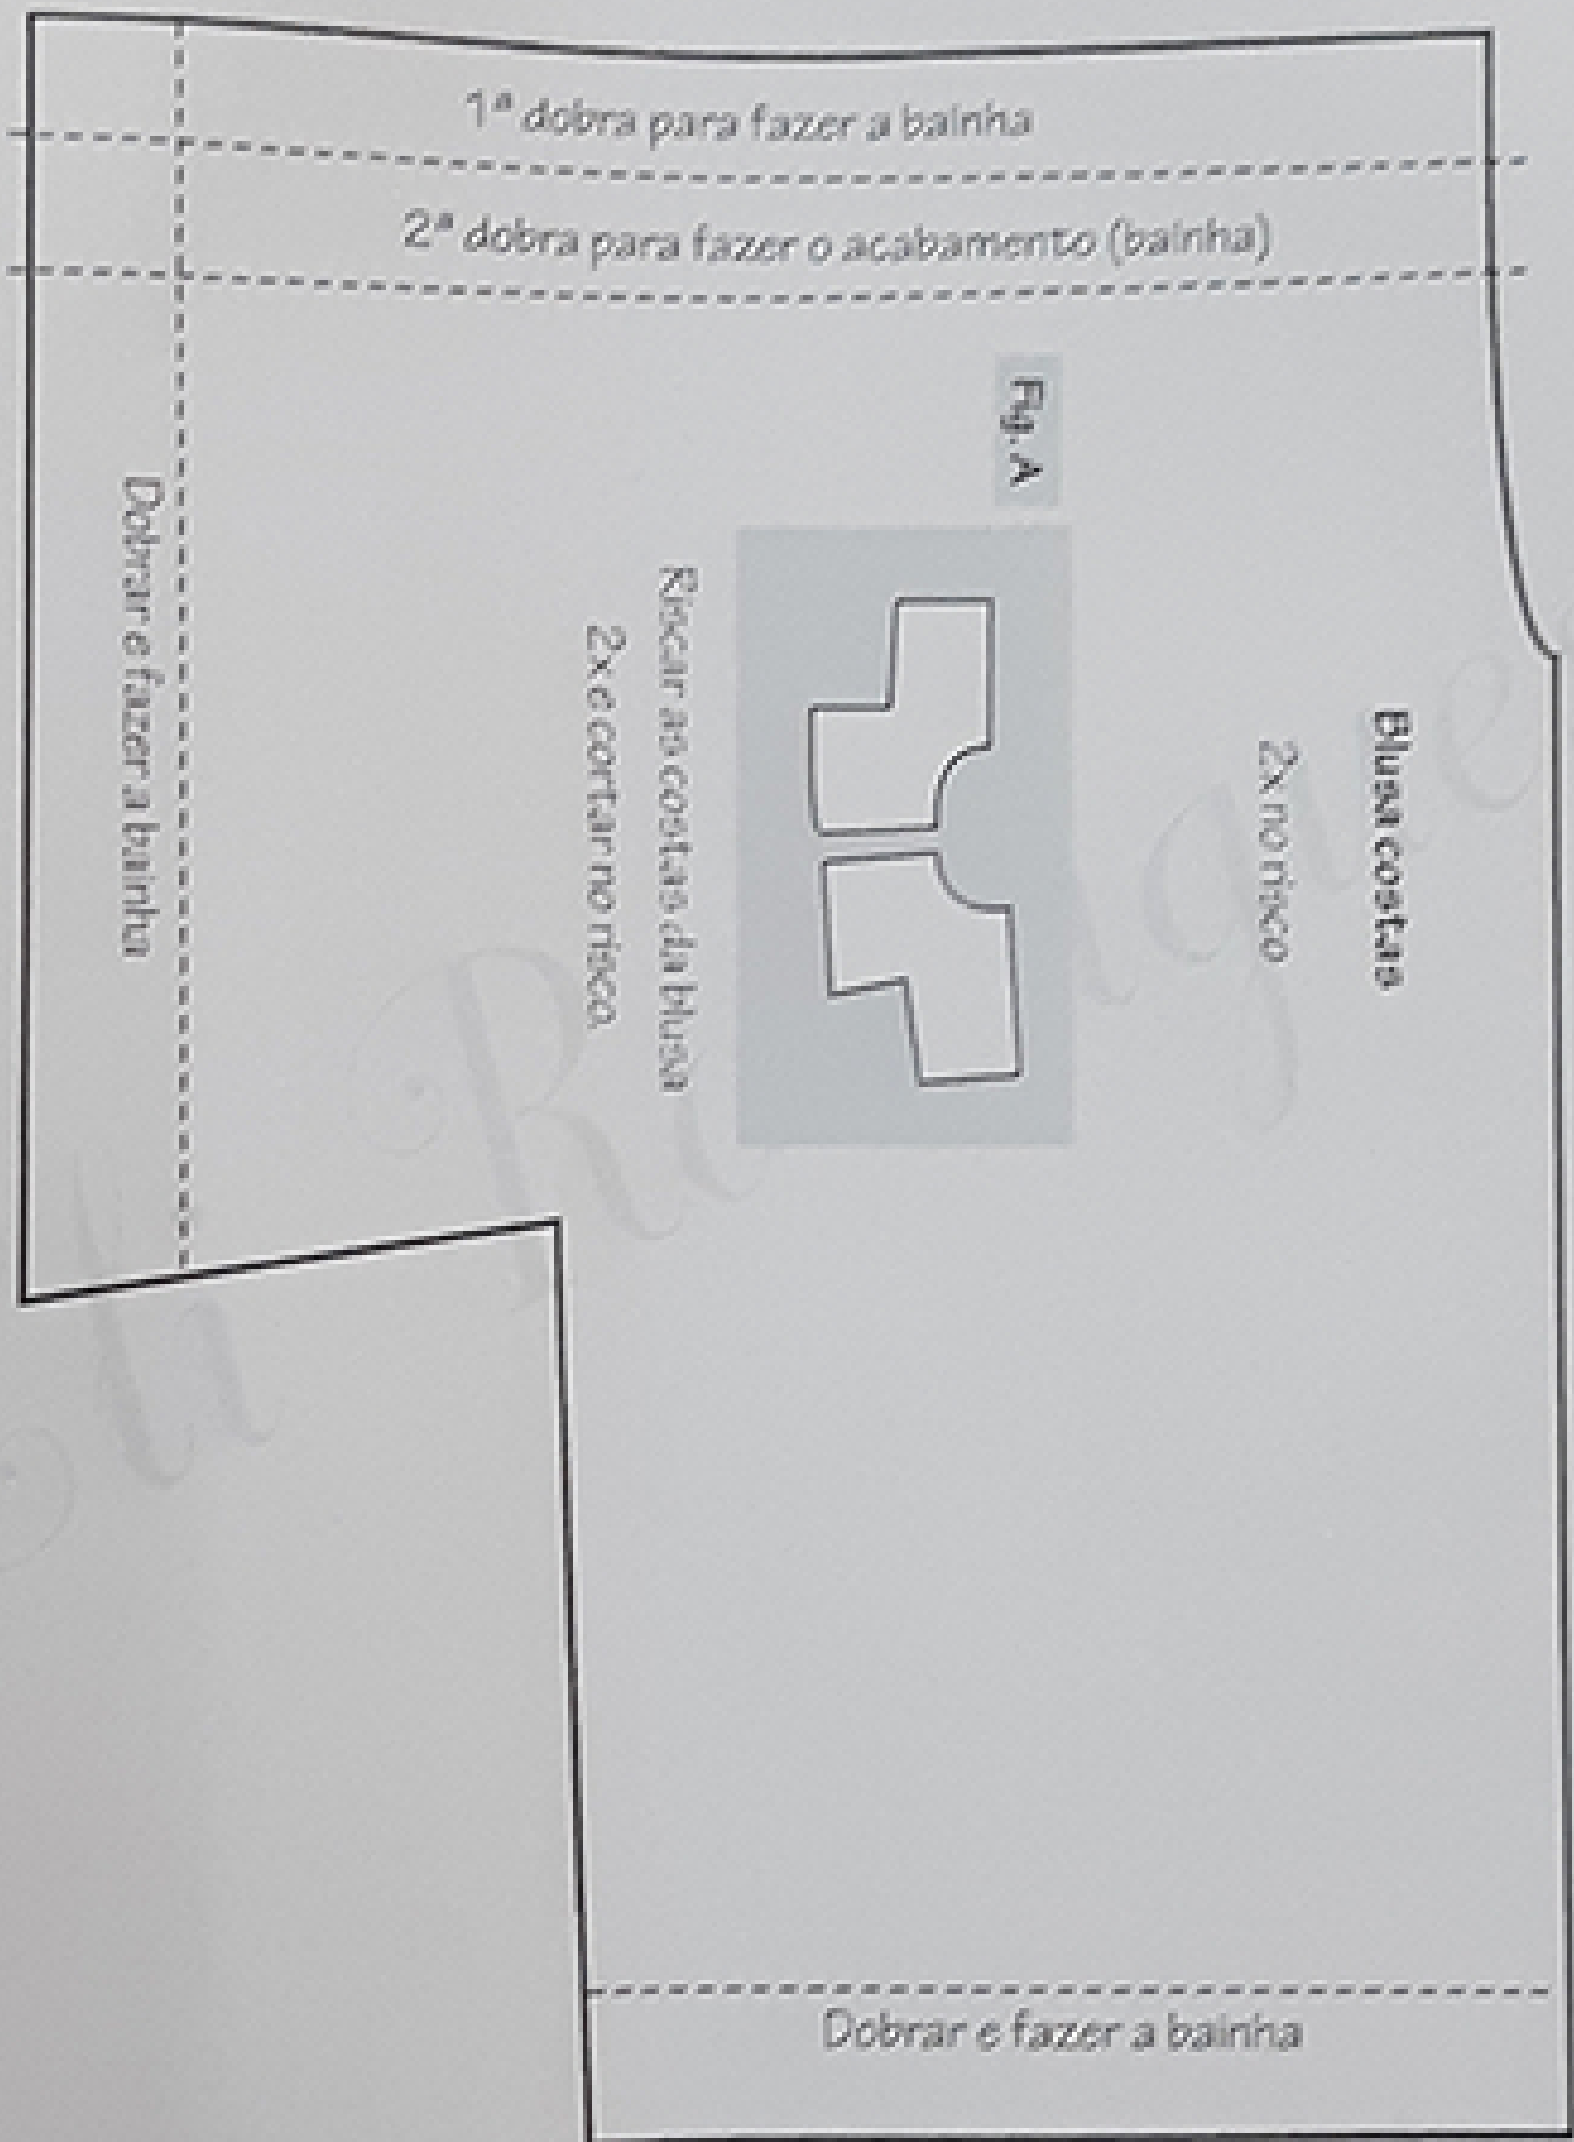 1ª dobra para fazer a bainha
2ª dobra para fazer o acabamento (bainha)
Fig. A
Blusa costas
2x no risco
Riscar as costas da blusa
2x e cortar no risco.
Dobrar e fazer a bainha
Dobrar e fazer a bainha